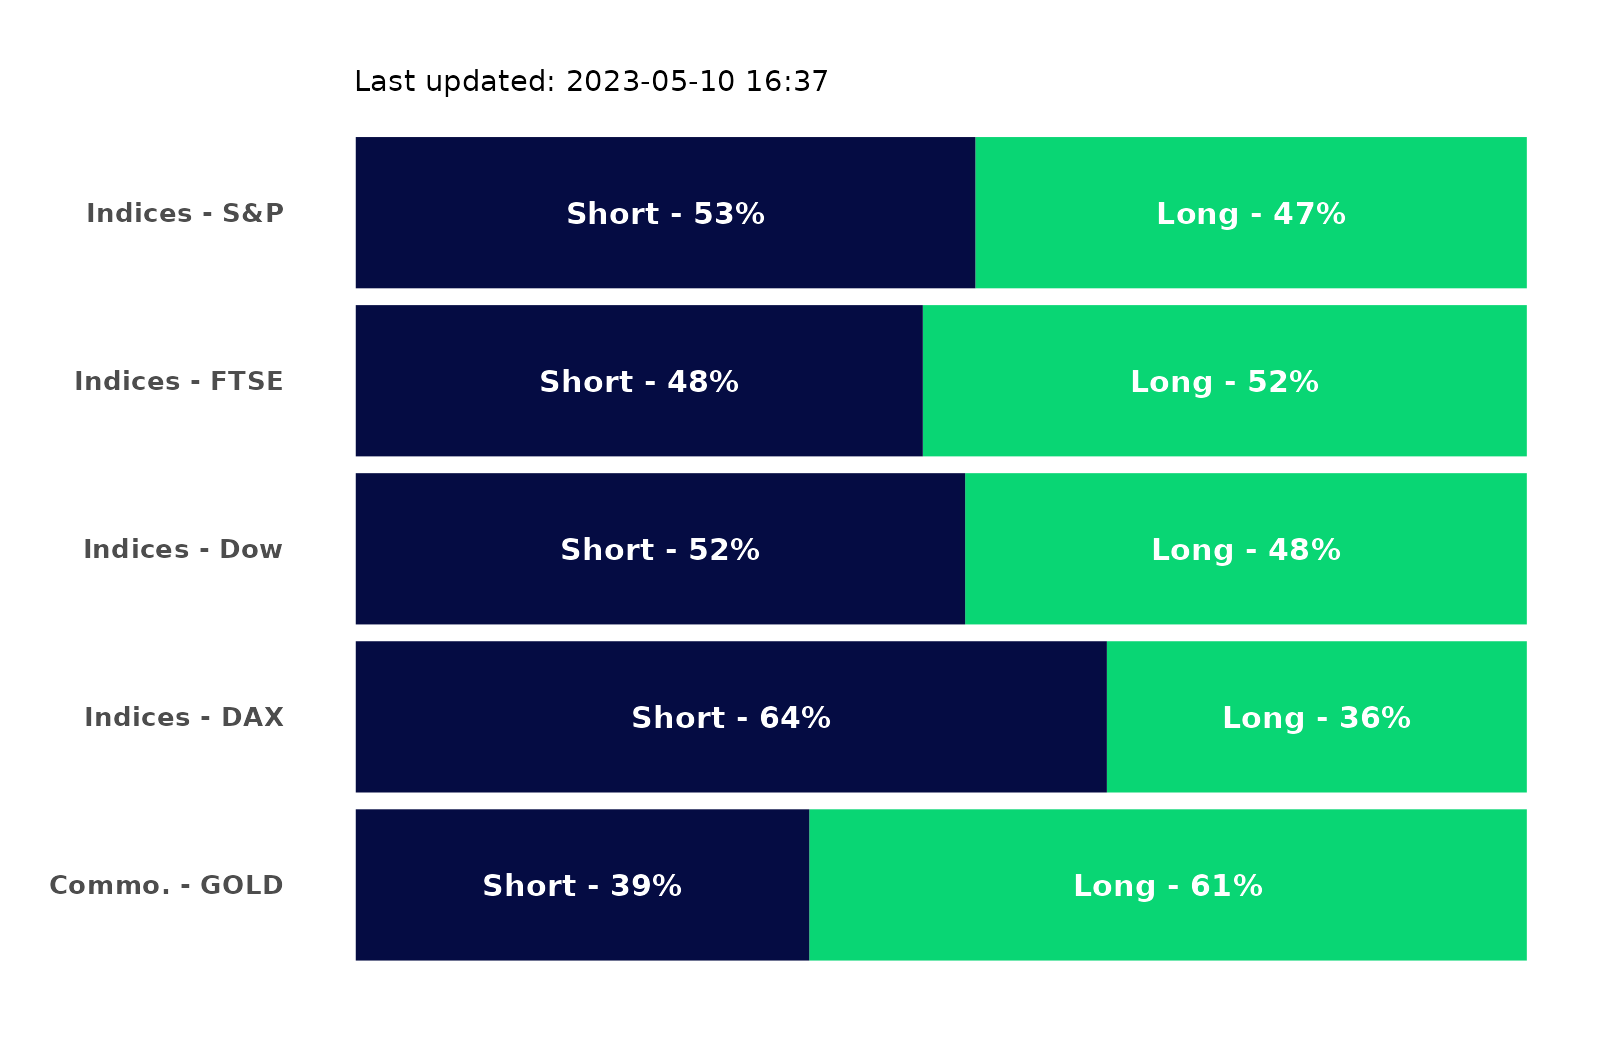 Last updated: 2023-05-10 16:37
Indices - S&P Short - 53% Long - 47%
Indices - FTSE Short - 48% Long - 52%
Indices - Dow Short - 52% Long - 48%
Indices - DAX Short - 64% Long - 36%
Commo. - GOLD Short - 39% Long - 61%